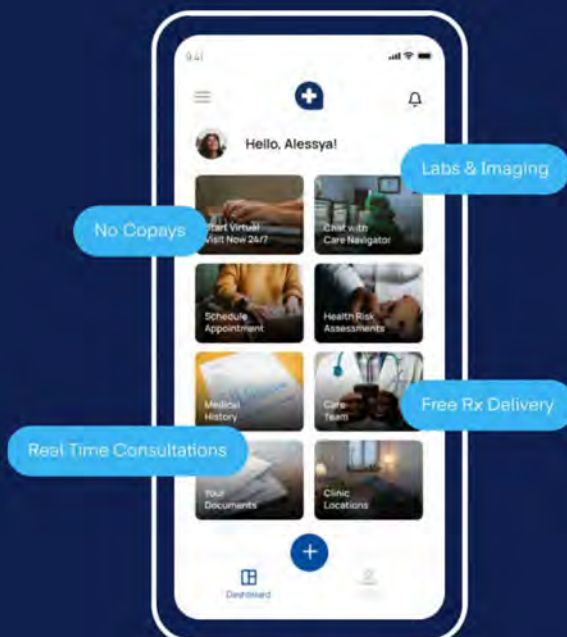 9:41
Hello, Alessya!
Labs & Imaging
No Copays
Start Virtual
Visit Now 24/7
Chat with
Care Navigator
Schedule
Appointment
Health Risk
Assessments
Medical
History
Care
Team
Free Rx Delivery
Real Time Consultations
Your
Documents
Clinic
Locations
Dashboard